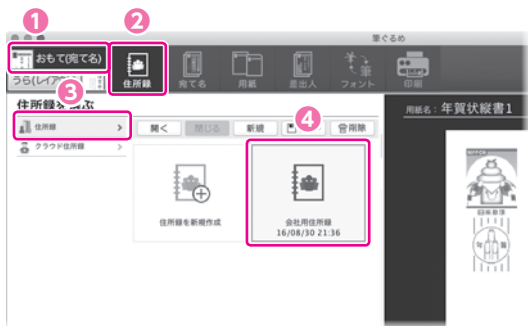 1
2
筆ぐるめ
おもて(宛て名)
住所録
宛て名
用紙
差出人
フォント
印刷
うら(レイア
3
住所録を
ぶ
用紙名：年賀状縦書1
住所録
クラウド住所録
開く
閉じる
新規
削除
4
住所録を新規作成
会社用住所録
16/08/30 21:36
NIPPON